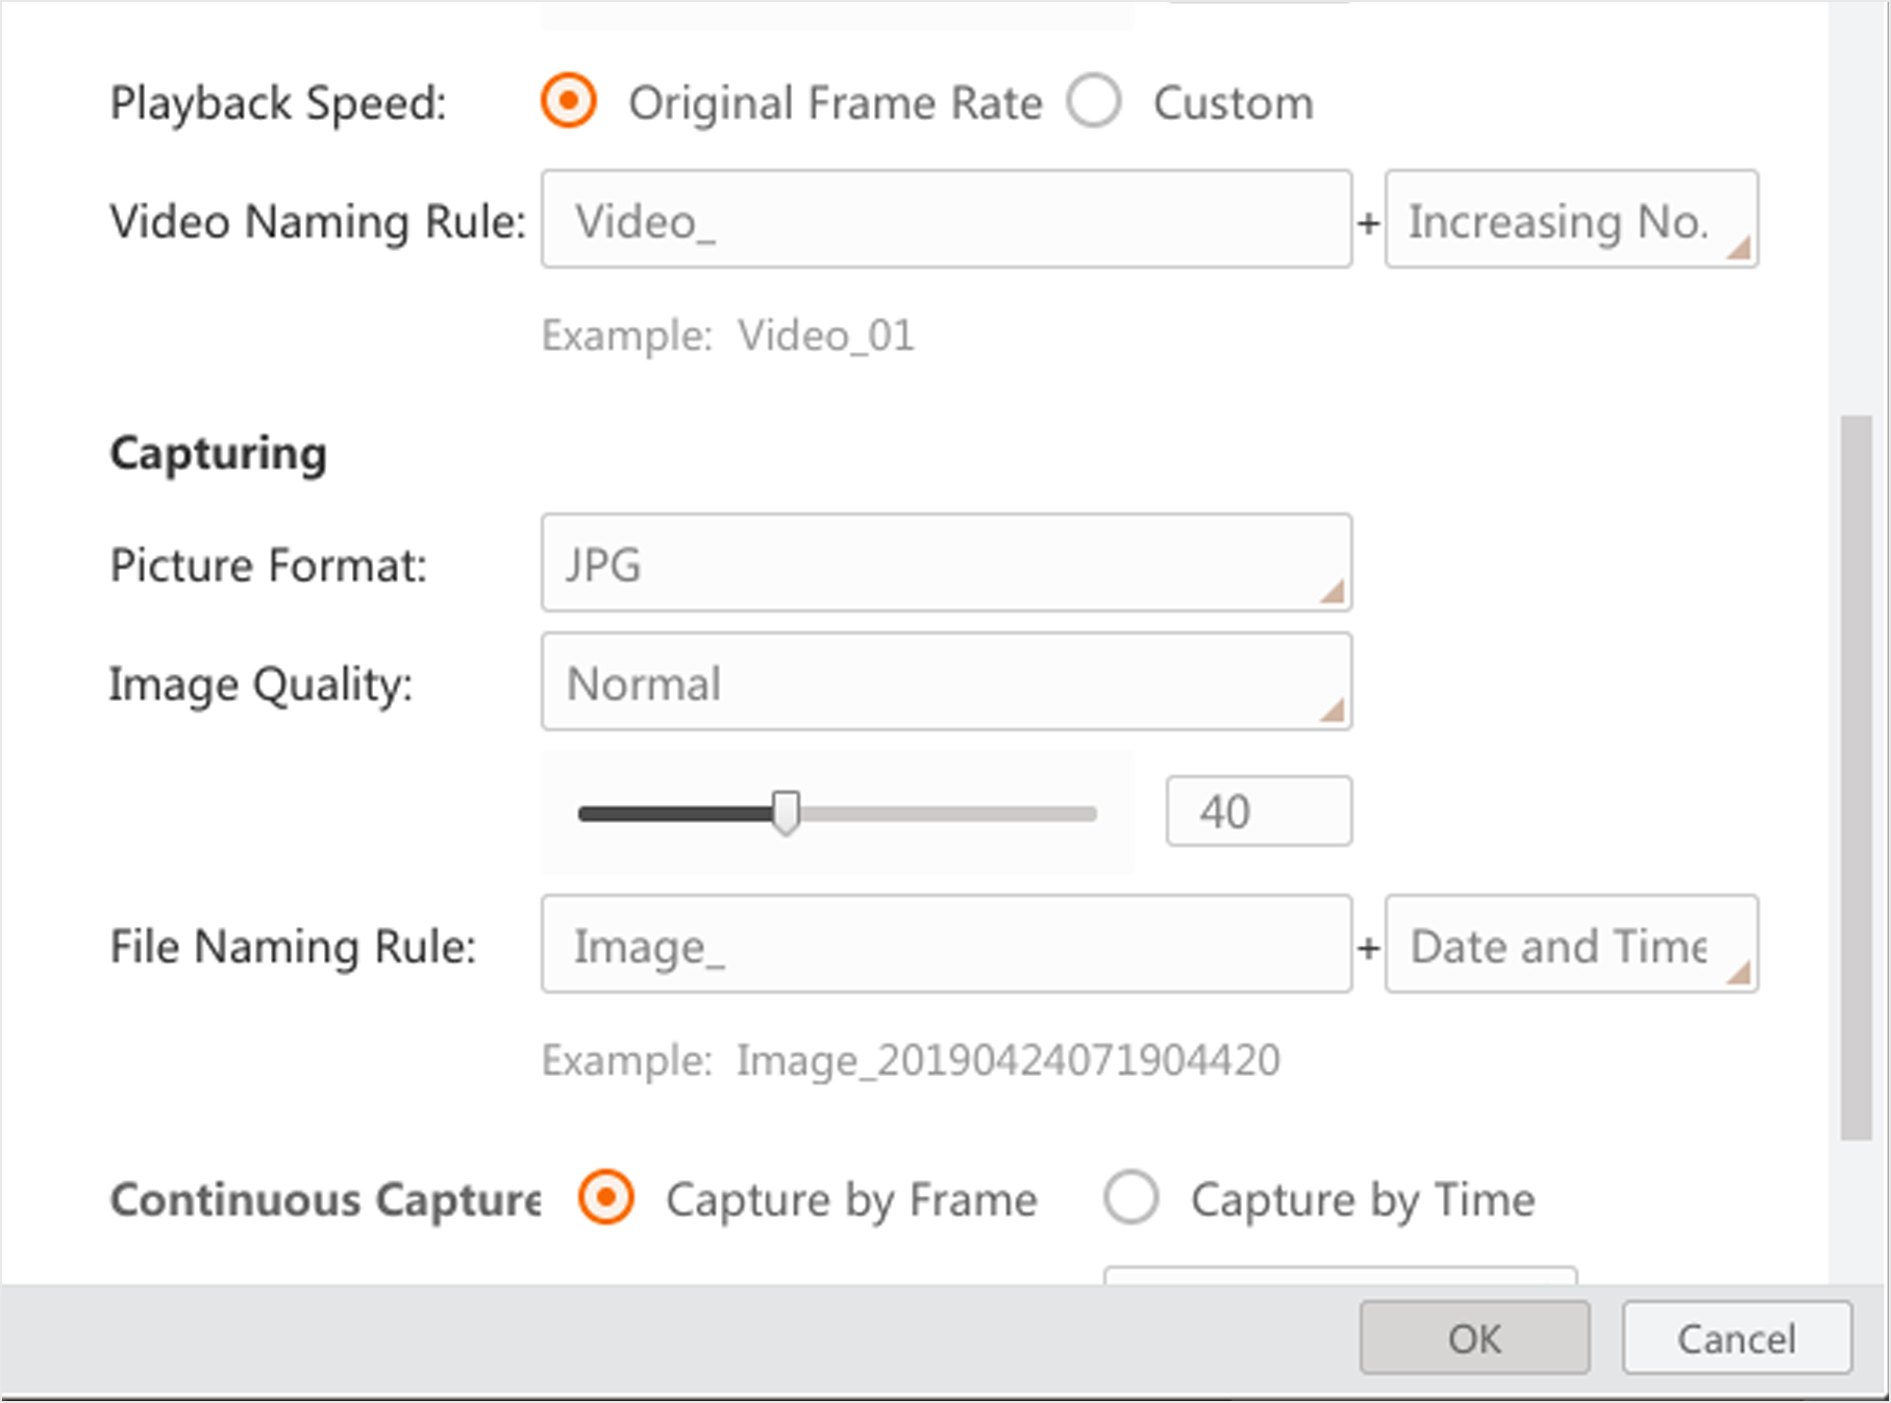 Playback Speed: Original Frame Rate Custom
Video Naming Rule: Video_ + Increasing No.
Example: Video_01
Capturing
Picture Format: JPG
Image Quality: Normal
40
File Naming Rule: Image_ + Date and Time
Example: Image_20190424071904420
Continuous Capture Capture by Frame Capture by Time
OK Cancel